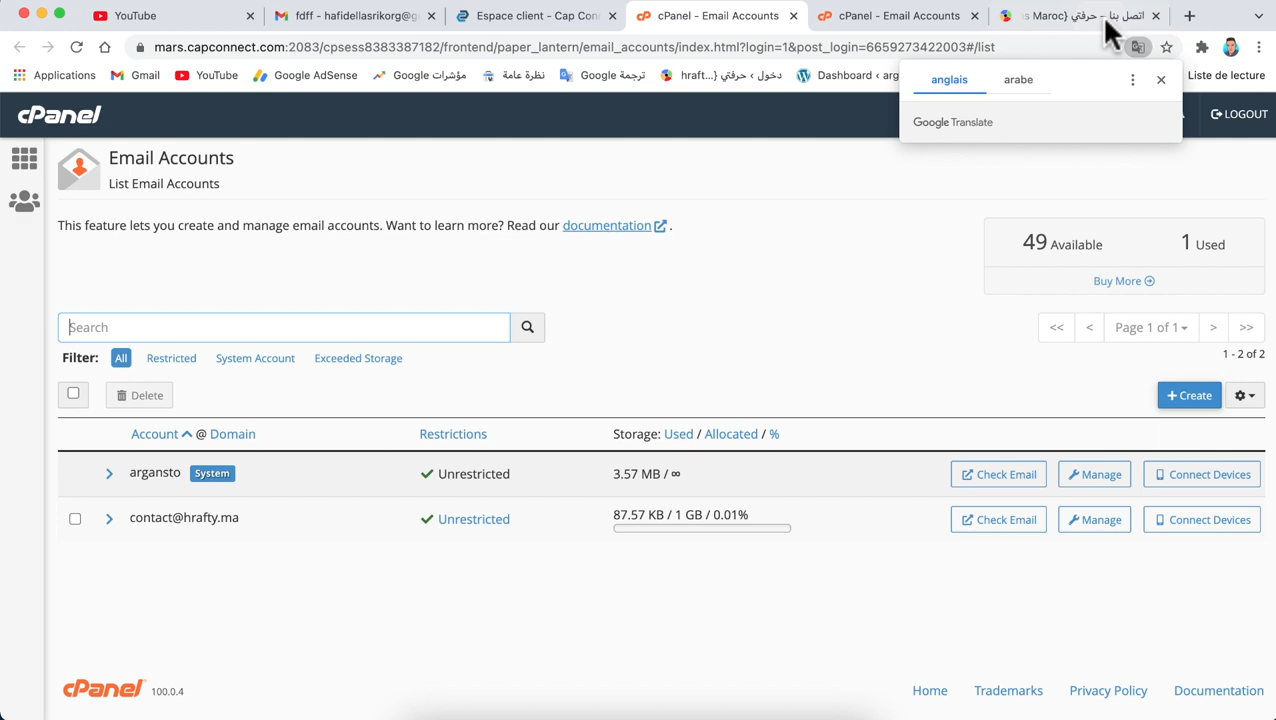 YouTube
fdff - hafidellasrikorg@g
Espace client - Cap Con
cPanel - Email Accounts
cPanel - Email Accounts
اتصل بنا – حرفتي {s Maroc
mars.capconnect.com:2083/cpsess8383387182/frontend/paper_lantern/email_accounts/index.html?login=1&post_login=6659273422003#/list
Applications
Gmail
YouTube
Google AdSense
مؤشرات Google
نظرة عامة
ترجمة Google
دخول ‹ حرفتي {...hraft
Dashboard ‹ arg
Liste de lecture
anglais
arabe
Google Translate
cPanel
LOGOUT
Email Accounts
List Email Accounts
This feature lets you create and manage email accounts. Want to learn more? Read our documentation .
49 Available
1 Used
Buy More
Search
<<
<
Page 1 of 1
>
>>
Filter: All Restricted System Account Exceeded Storage
1 - 2 of 2
Delete
+ Create
Account @ Domain
Restrictions
Storage: Used / Allocated / %
argansto System
Unrestricted
3.57 MB / ∞
Check Email
Manage
Connect Devices
contact@hrafty.ma
Unrestricted
87.57 KB / 1 GB / 0.01%
Check Email
Manage
Connect Devices
cPanel 100.0.4
Home
Trademarks
Privacy Policy
Documentation